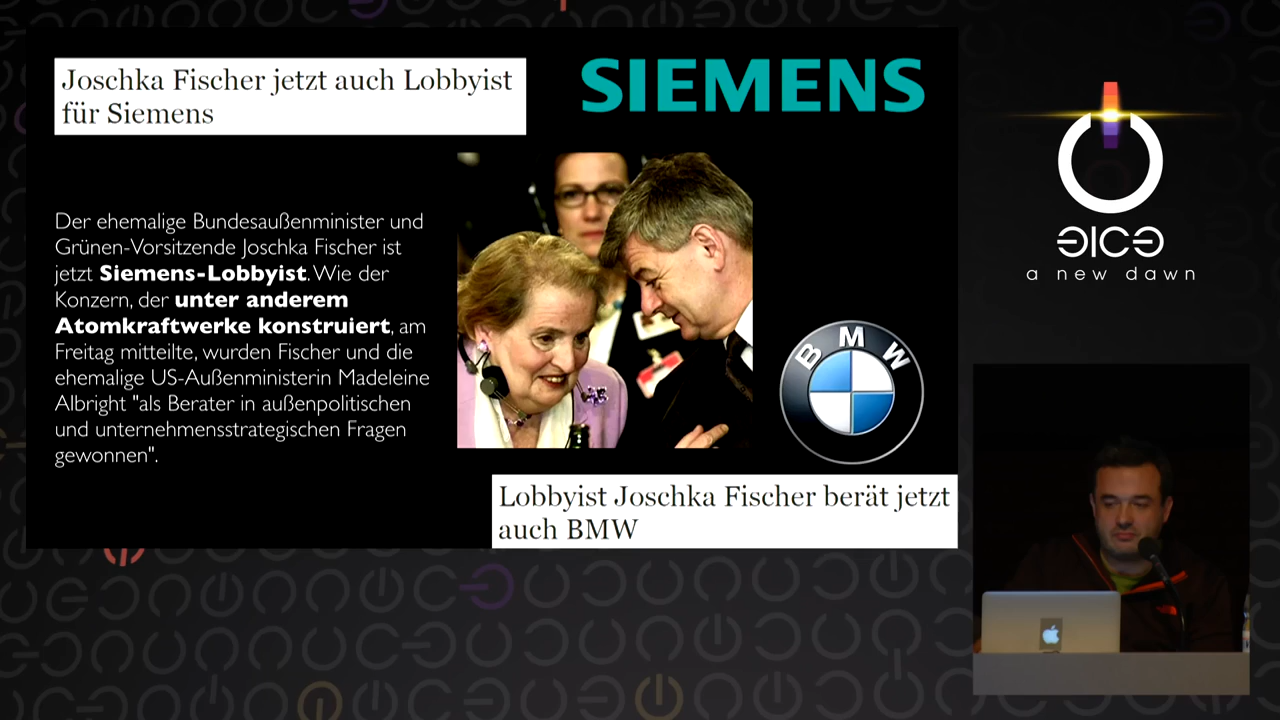 Joschka Fischer jetzt auch Lobbyist
für Siemens
SIEMENS
Der ehemalige Bundesaußenminister und
Grünen-Vorsitzende Joschka Fischer ist
jetzt Siemens-Lobbyist. Wie der
Konzern, der unter anderem
Atomkraftwerke konstruiert, am
Freitag mitteilte, wurden Fischer und die
ehemalige US-Außenministerin Madeleine
Albright "als Berater in außenpolitischen
und unternehmensstrategischen Fragen
gewonnen".
BMW
Lobbyist Joschka Fischer berät jetzt
auch BMW
a new dawn